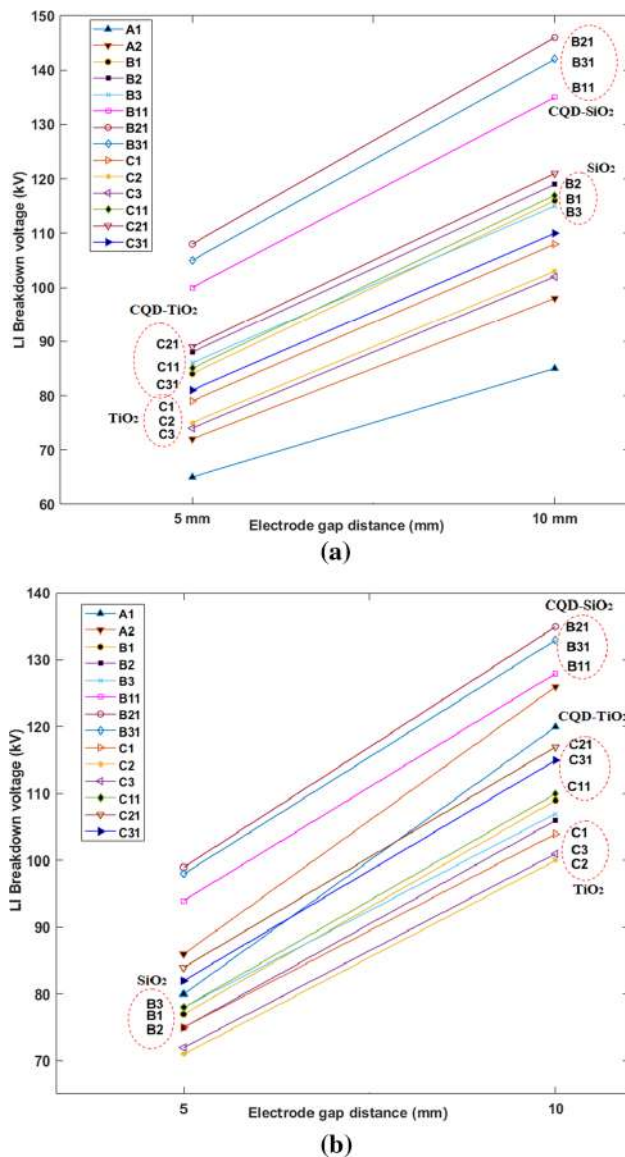 150
140
130
120
110
100
90
80
70
60
LI Breakdown voltage (kV)
A1
A2
B1
B2
B3
B11
B21
B31
C1
C2
C3
C11
C21
C31
B21
B31
B11
CQD-SiO₂
SiO₂
B2
B1
B3
CQD-TiO₂
C21
C11
C31
TiO₂
C1
C2
C3
5 mm
10 mm
Electrode gap distance (mm)
(a)
140
130
120
110
100
90
80
70
LI Breakdown voltage (kV)
A1
A2
B1
B2
B3
B11
B21
B31
C1
C2
C3
C11
C21
C31
CQD-SiO₂
B21
B31
B11
CQD-TiO₂
C21
C31
C11
C1
C3
C2
TiO₂
SiO₂
B3
B1
B2
5
10
Electrode gap distance (mm)
(b)